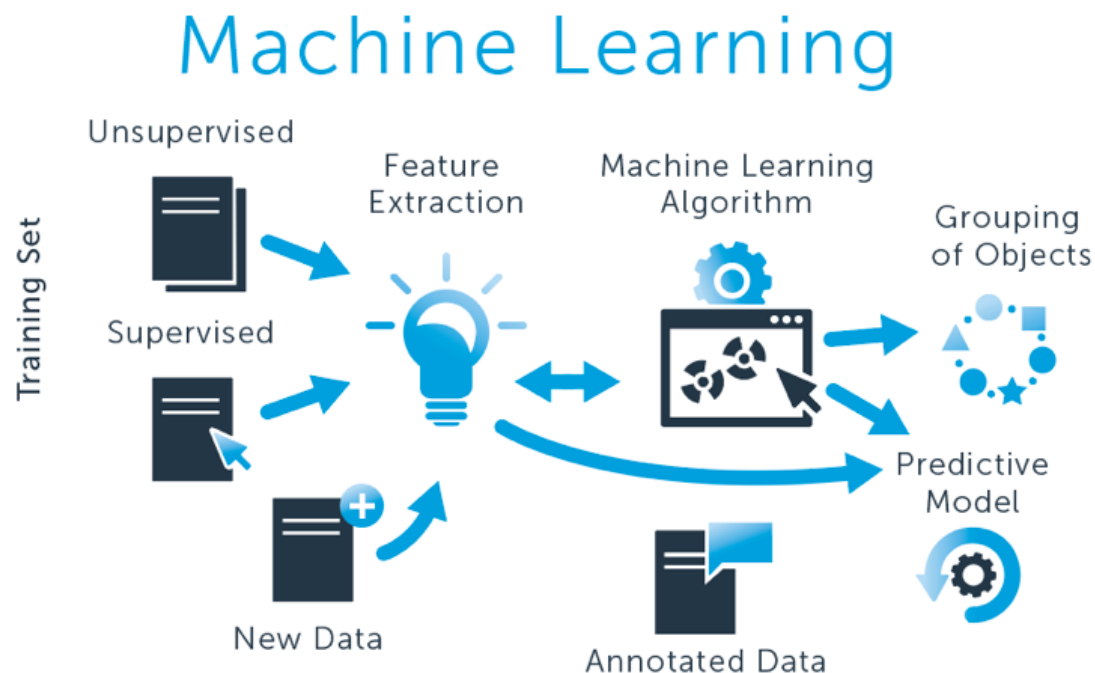 Machine Learning
Training Set
Unsupervised
Supervised
New Data
Feature
Extraction
Machine Learning
Algorithm
Grouping
of Objects
Predictive
Model
Annotated Data